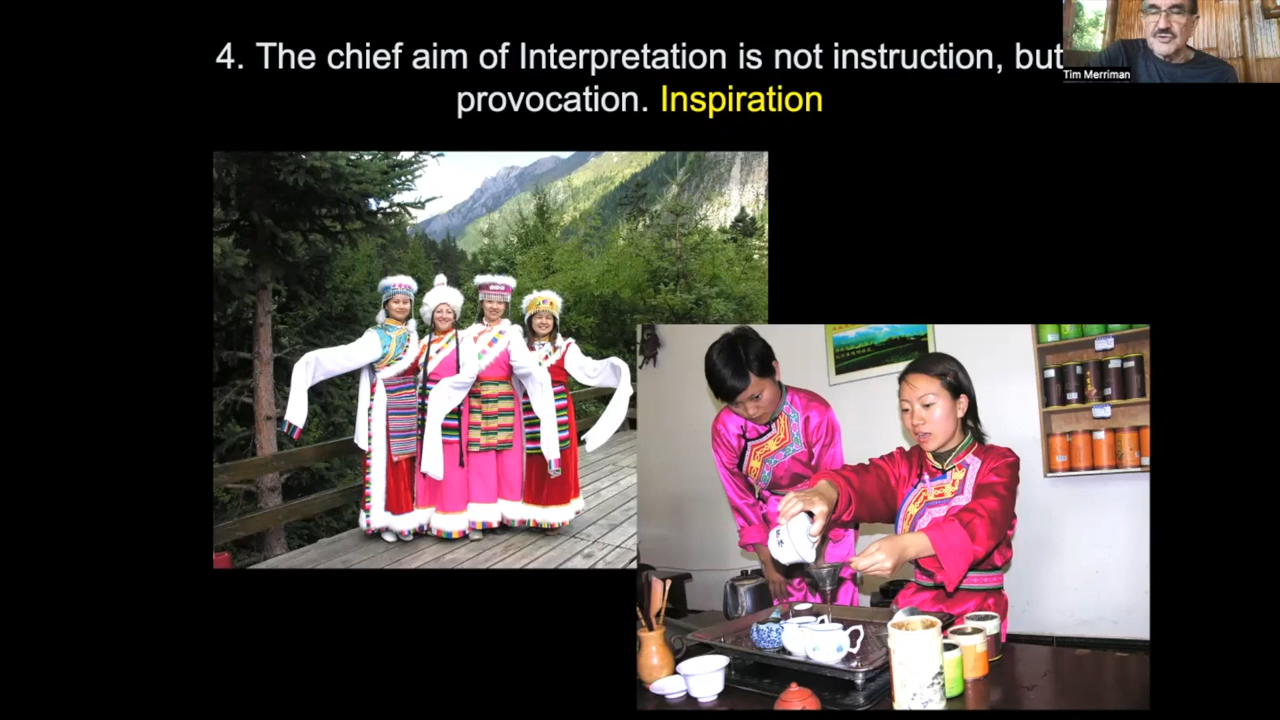 4. The chief aim of Interpretation is not instruction, but
provocation. Inspiration
Tim Merriman